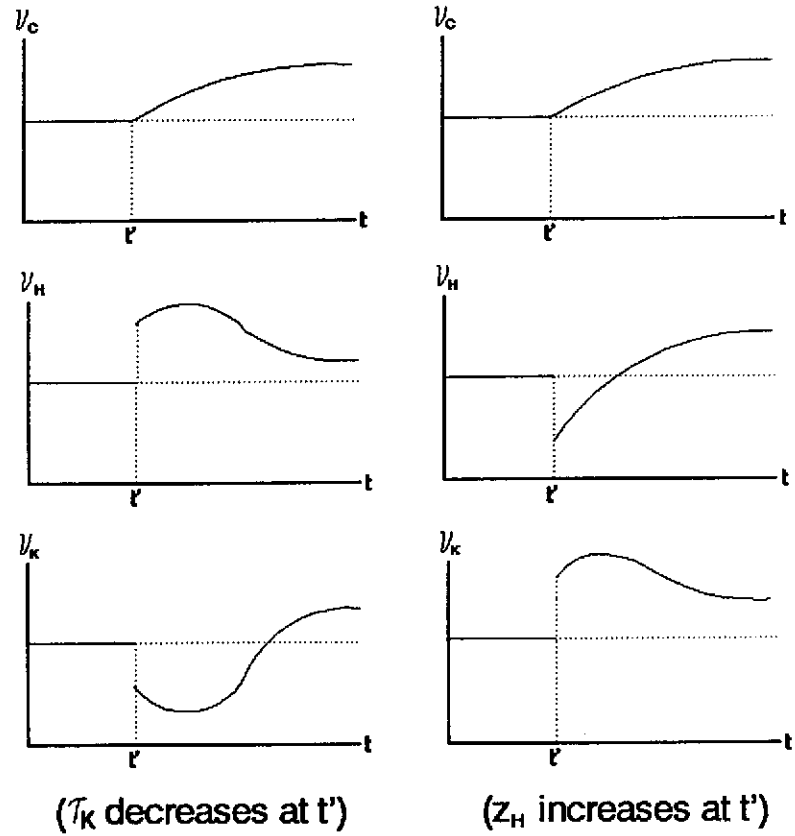 ν_C ν_C
t t
t' t'
ν_H ν_H
t t
t' t'
ν_K ν_K
t t
t' t'
(τ_K decreases at t') (z_H increases at t')